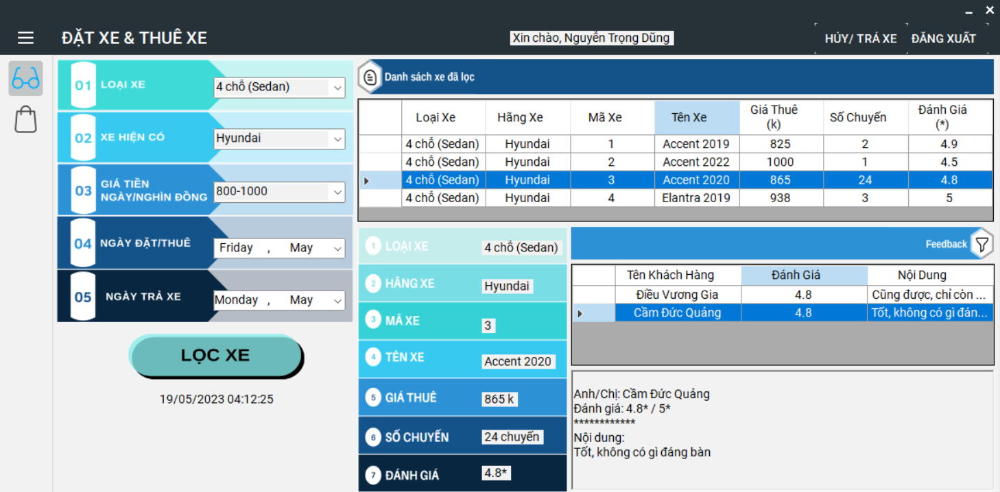 ĐẶT XE & THUÊ XE
Xin chào, Nguyễn Trọng Dũng
HỦY/ TRẢ XE
ĐĂNG XUẤT
01 LOẠI XE
4 chỗ (Sedan)
02 XE HIỆN CÓ
Hyundai
03 GIÁ TIỀN
NGÀY/NGHÌN ĐỒNG
800-1000
04 NGÀY ĐẶT/THUÊ
Friday , May
05 NGÀY TRẢ XE
Monday , May
LỌC XE
19/05/2023 04:12:25
Danh sách xe đã lọc
Loại Xe Hãng Xe Mã Xe Tên Xe Giá Thuê (k) Số Chuyến Đánh Giá (*)
4 chỗ (Sedan) Hyundai 1 Accent 2019 825 2 4.9
4 chỗ (Sedan) Hyundai 2 Accent 2022 1000 1 4.5
4 chỗ (Sedan) Hyundai 3 Accent 2020 865 24 4.8
4 chỗ (Sedan) Hyundai 4 Elantra 2019 938 3 5
1 LOẠI XE 4 chỗ (Sedan)
2 HÃNG XE Hyundai
3 MÃ XE 3
4 TÊN XE Accent 2020
5 GIÁ THUÊ 865 k
6 SỐ CHUYẾN 24 chuyến
7 ĐÁNH GIÁ 4.8*
Feedback
Tên Khách Hàng Đánh Giá Nội Dung
Điều Vương Gia 4.8 Cũng được, chỉ còn ...
Cầm Đức Quảng 4.8 Tốt, không có gì đán...
Anh/Chị: Cầm Đức Quảng
Đánh giá: 4.8* / 5*
************
Nội dung:
Tốt, không có gì đáng bàn